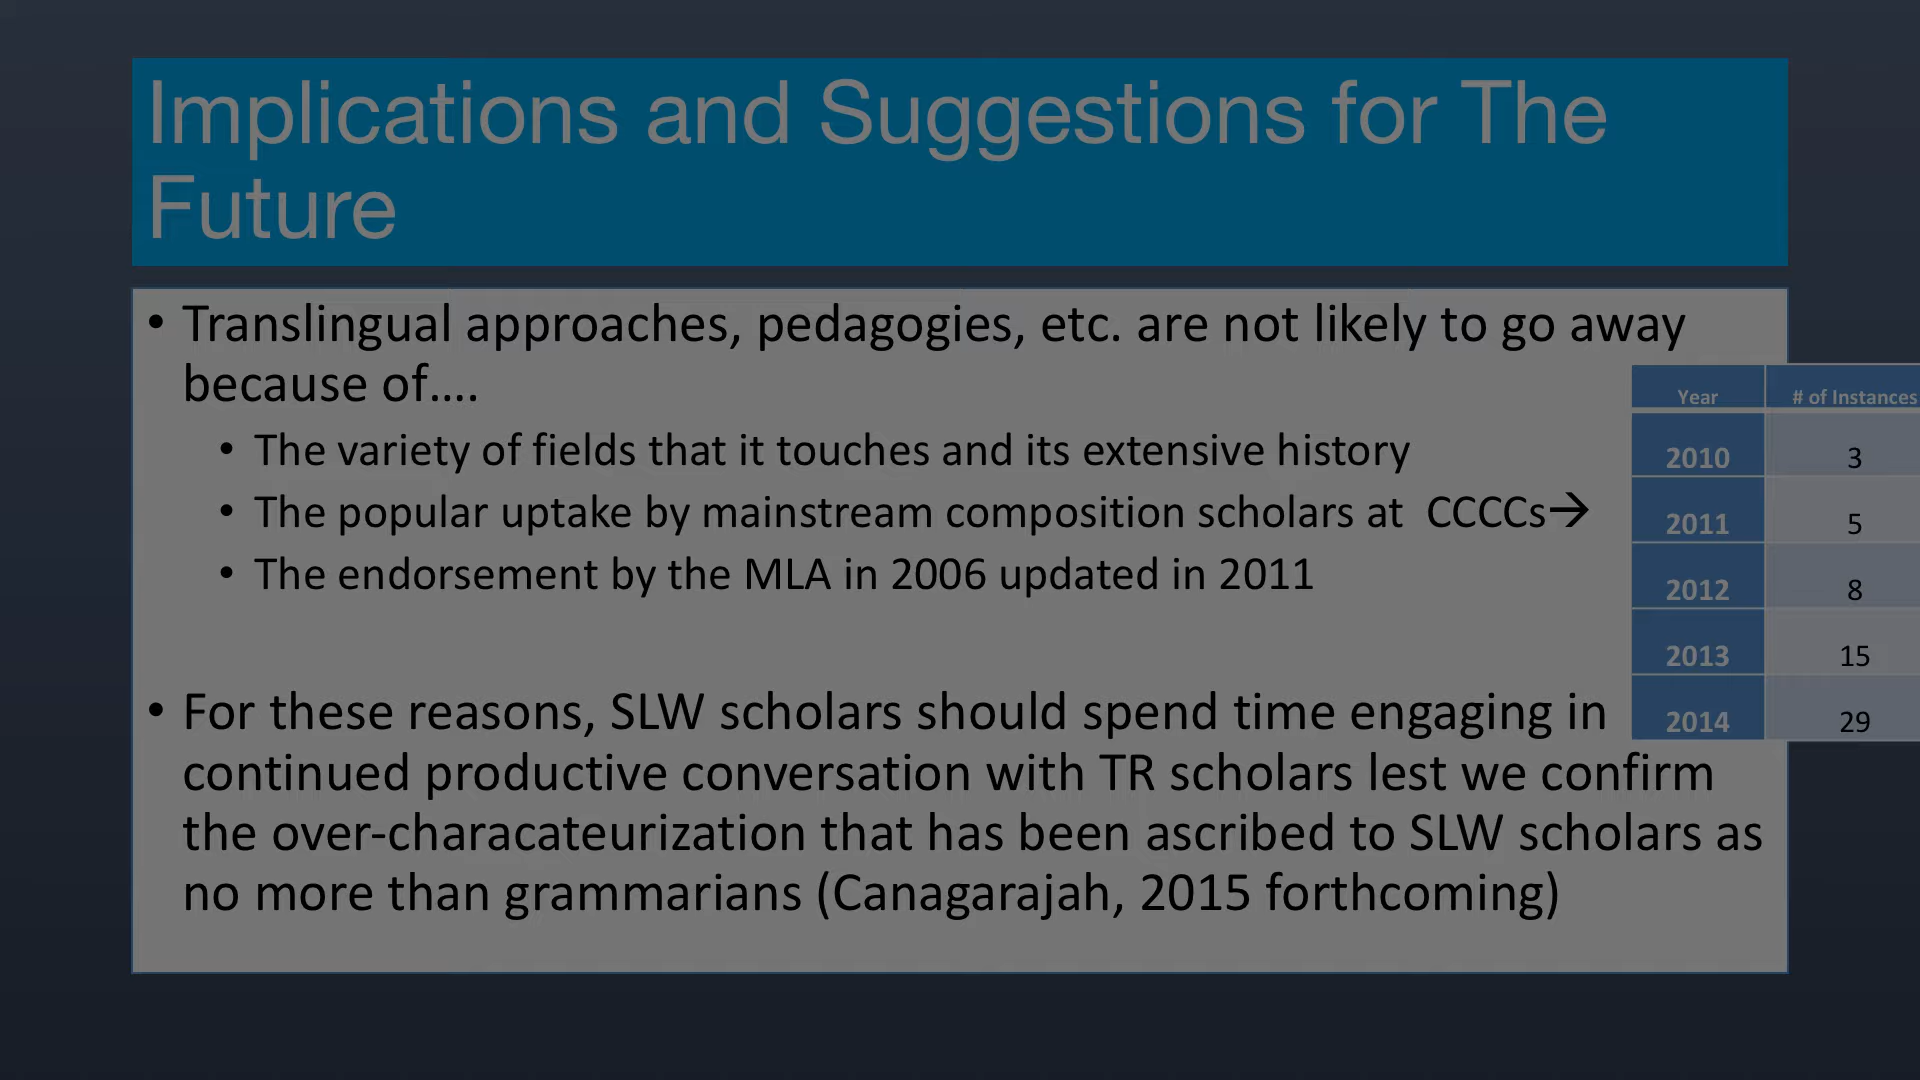 Implications and Suggestions for The
Future
• Translingual approaches, pedagogies, etc. are not likely to go away
because of....
• The variety of fields that it touches and its extensive history
• The popular uptake by mainstream composition scholars at CCCCs→
• The endorsement by the MLA in 2006 updated in 2011
• For these reasons, SLW scholars should spend time engaging in
continued productive conversation with TR scholars lest we confirm
the over-characateurization that has been ascribed to SLW scholars as
no more than grammarians (Canagarajah, 2015 forthcoming)
Year # of Instances
2010 3
2011 5
2012 8
2013 15
2014 29